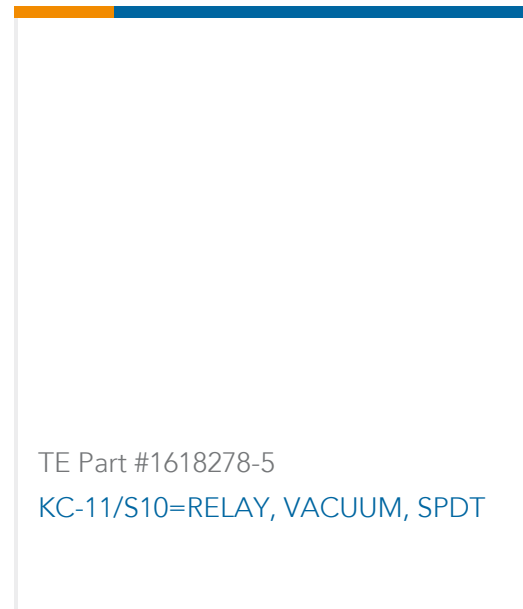 TE Part #1618278-5
KC-11/S10=RELAY, VACUUM, SPDT